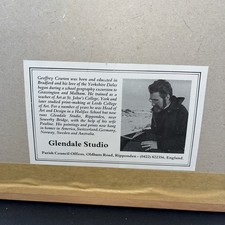 Geoffrey Cowton was born and educated in
Bradford and his love of the Yorkshire Dales
began during a school geography excursion to
Grassington and Malham. He trained as a
teacher of Art at St. John's College, York and
later studied print-making at Leeds College
of Art. For a number of years he was Head of
Art and Design in a Halifax School but now
runs Glendale Studio, Ripponden, near
Sowerby Bridge, with the help of his wife
Pauline. His paintings and prints now hang
in homes in America, Switzerland, Germany,
Norway, Sweden and Australia.
Glendale Studio
Parish Council Offices, Oldham Road, Ripponden - (0422) 822256, England.